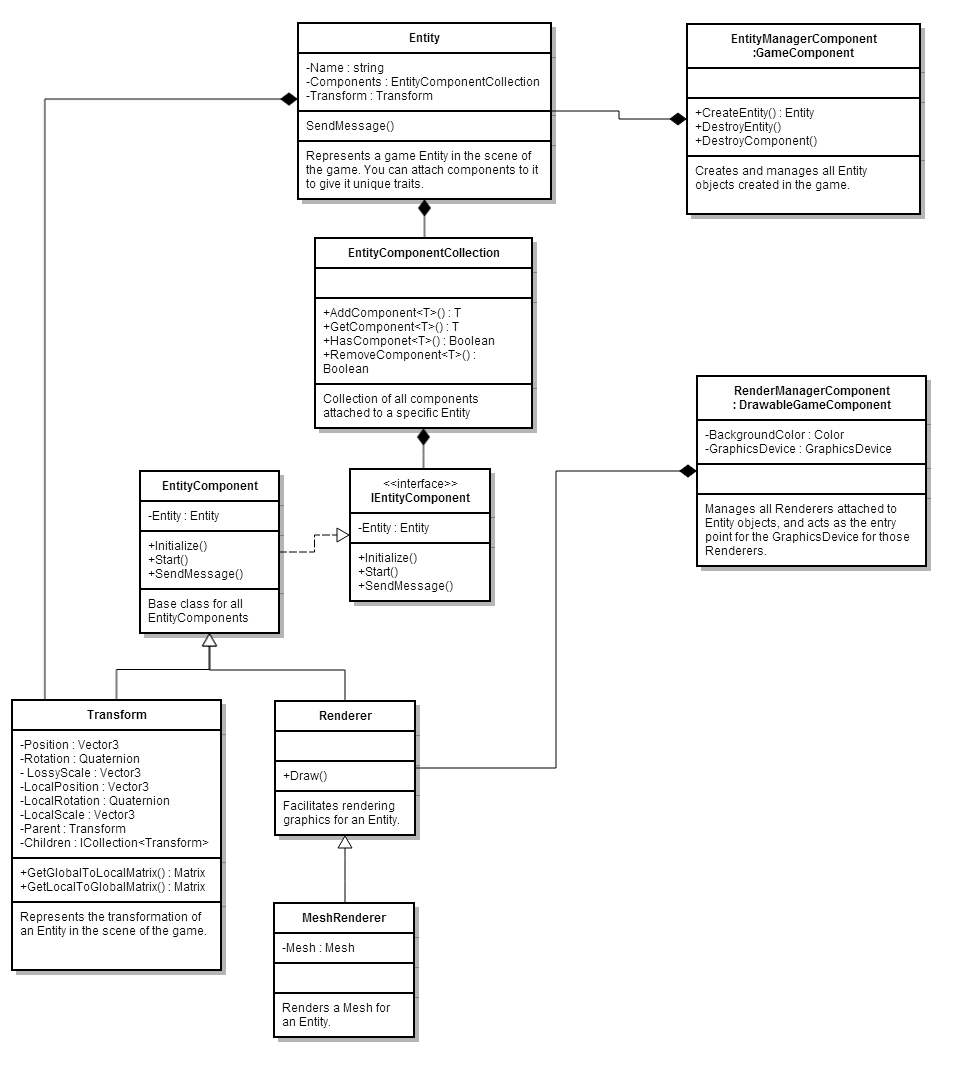 Entity
-Name : string
-Components : EntityComponentCollection
-Transform : Transform
SendMessage()
Represents a game Entity in the scene of
the game. You can attach components to it
to give it unique traits.
EntityManagerComponent
:GameComponent
+CreateEntity() : Entity
+DestroyEntity()
+DestroyComponent()
Creates and manages all Entity
objects created in the game.
EntityComponentCollection
+AddComponent<T>() : T
+GetComponent<T>() : T
+HasComponet<T>() : Boolean
+RemoveComponent<T>() :
Boolean
Collection of all components
attached to a specific Entity
RenderManagerComponent
: DrawableGameComponent
-BackgroundColor : Color
-GraphicsDevice : GraphicsDevice
Manages all Renderers attached to
Entity objects, and acts as the entry
point for the GraphicsDevice for those
Renderers.
EntityComponent
-Entity : Entity
+Initialize()
+Start()
+SendMessage()
Base class for all
EntityComponents
<<interface>>
IEntityComponent
-Entity : Entity
+Initialize()
+Start()
+SendMessage()
Transform
-Position : Vector3
-Rotation : Quaternion
- LossyScale : Vector3
-LocalPosition : Vector3
-LocalRotation : Quaternion
-LocalScale : Vector3
-Parent : Transform
-Children : ICollection<Transform>
+GetGlobalToLocalMatrix() : Matrix
+GetLocalToGlobalMatrix() : Matrix
Represents the transformation of
an Entity in the scene of the game.
Renderer
+Draw()
Facilitates rendering
graphics for an Entity.
MeshRenderer
-Mesh : Mesh
Renders a Mesh for
an Entity.